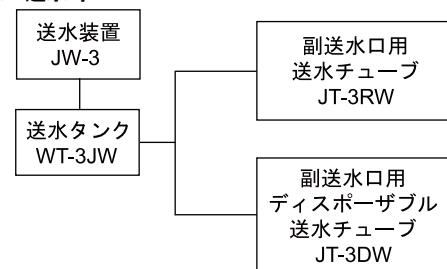 送水装置
JW-3
送水タンク
WT-3JW
副送水口用
送水チューブ
JT-3RW
副送水口用
ディスポーザブル
送水チューブ
JT-3DW